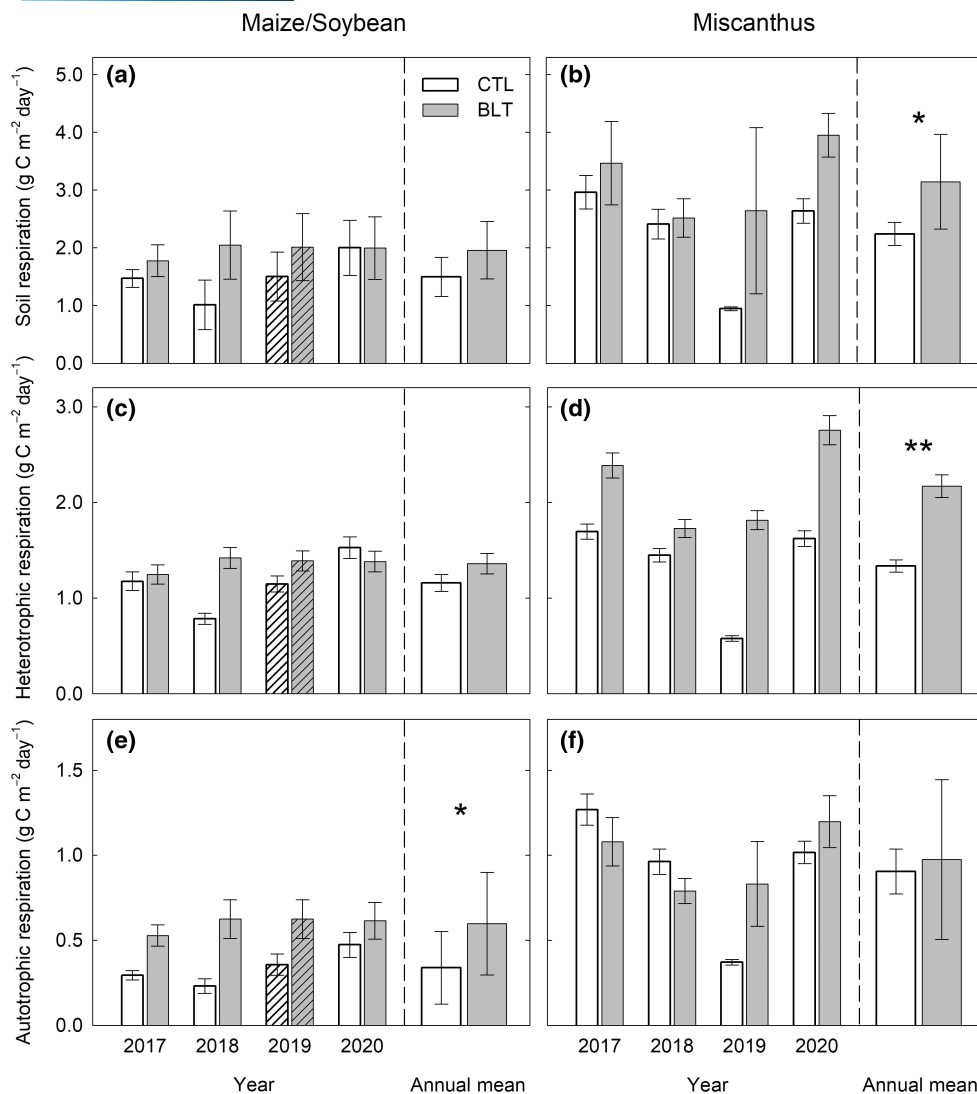 Maize/Soybean
Miscanthus
Soil respiration (g C m⁻² day⁻¹)
(a)
CTL
BLT
5.0
4.0
3.0
2.0
1.0
0.0
(b)
*
Heterotrophic respiration (g C m⁻² day⁻¹)
(c)
3.0
2.0
1.0
0.0
(d)
**
Autotrophic respiration (g C m⁻² day⁻¹)
(e)
*
1.5
1.0
0.5
0.0
(f)
2017 2018 2019 2020
2017 2018 2019 2020
Year Annual mean
Year Annual mean